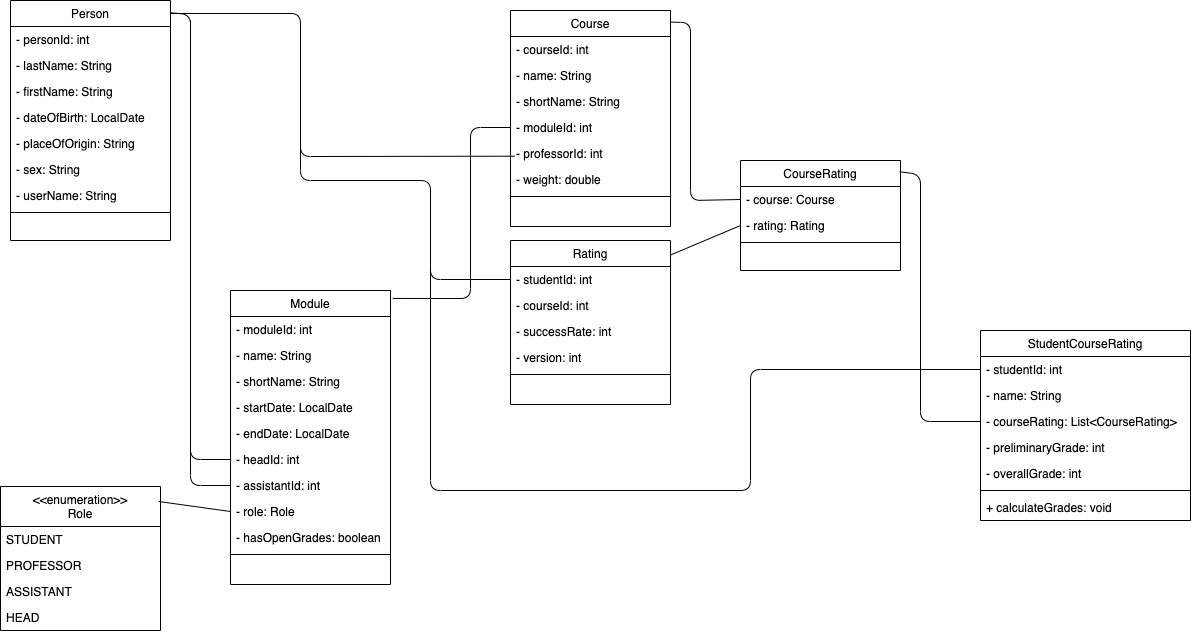 Person
- personId: int
- lastName: String
- firstName: String
- dateOfBirth: LocalDate
- placeOfOrigin: String
- sex: String
- userName: String
Course
- courseId: int
- name: String
- shortName: String
- moduleId: int
- professorId: int
- weight: double
CourseRating
- course: Course
- rating: Rating
Rating
- studentId: int
- courseId: int
- successRate: int
- version: int
Module
- moduleId: int
- name: String
- shortName: String
- startDate: LocalDate
- endDate: LocalDate
- headId: int
- assistantId: int
- role: Role
- hasOpenGrades: boolean
StudentCourseRating
- studentId: int
- name: String
- courseRating: List<CourseRating>
- preliminaryGrade: int
- overallGrade: int
+ calculateGrades: void
<<enumeration>>
Role
STUDENT
PROFESSOR
ASSISTANT
HEAD